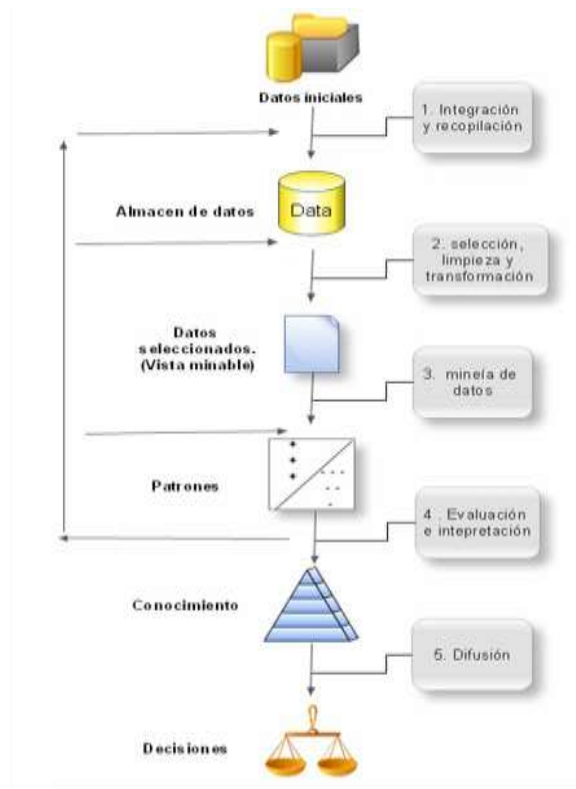 Datos iniciales
1. Integración
y recopilación
Almacen de datos
Data
2. selección,
limpieza y
transformación
Datos
seleccionados.
(Vista minable)
3. mineía de
datos
Patrones
4 . Evaluación
e intepretación
Conocimiento
5. Difusión
Decisiones